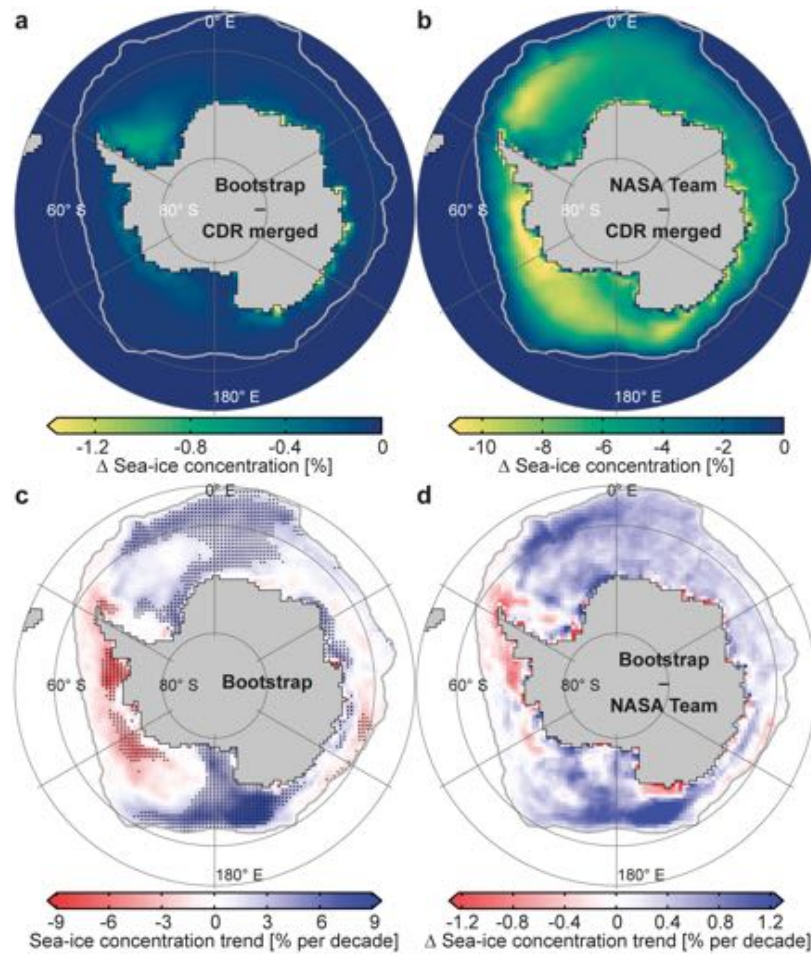 a
0° E
Bootstrap
–
CDR merged
60° S
80° S
180° E
-1.2 -0.8 -0.4 0
Δ Sea-ice concentration [%]
b
0° E
NASA Team
–
CDR merged
60° S
80° S
180° E
-10 -8 -6 -4 -2 0
Δ Sea-ice concentration [%]
c
0° E
60° S
80° S
Bootstrap
180° E
-9 -6 -3 0 3 6 9
Sea-ice concentration trend [% per decade]
d
0° E
Bootstrap
–
NASA Team
60° S
80° S
180° E
-1.2 -0.8 -0.4 0 0.4 0.8 1.2
Δ Sea-ice concentration trend [% per decade]